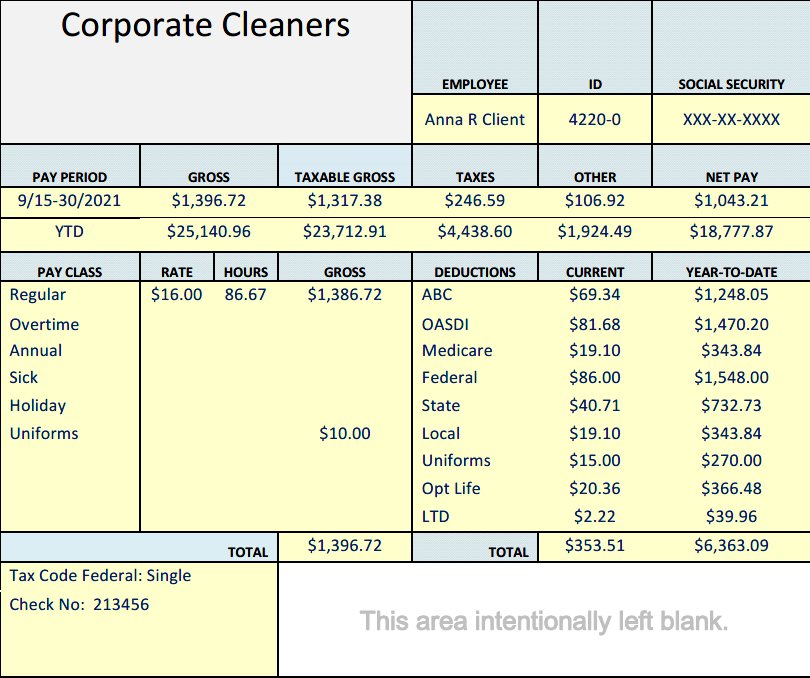 Corporate Cleaners
EMPLOYEE ID SOCIAL SECURITY
Anna R Client 4220-0 XXX-XX-XXXX
PAY PERIOD GROSS TAXABLE GROSS TAXES OTHER NET PAY
9/15-30/2021 $1,396.72 $1,317.38 $246.59 $106.92 $1,043.21
YTD $25,140.96 $23,712.91 $4,438.60 $1,924.49 $18,777.87
PAY CLASS RATE HOURS GROSS DEDUCTIONS CURRENT YEAR-TO-DATE
Regular $16.00 86.67 $1,386.72 ABC $69.34 $1,248.05
Overtime OASDI $81.68 $1,470.20
Annual Medicare $19.10 $343.84
Sick Federal $86.00 $1,548.00
Holiday State $40.71 $732.73
Uniforms $10.00 Local $19.10 $343.84
Uniforms $15.00 $270.00
Opt Life $20.36 $366.48
LTD $2.22 $39.96
TOTAL $1,396.72 TOTAL $353.51 $6,363.09
Tax Code Federal: Single
Check No: 213456
This area intentionally left blank.